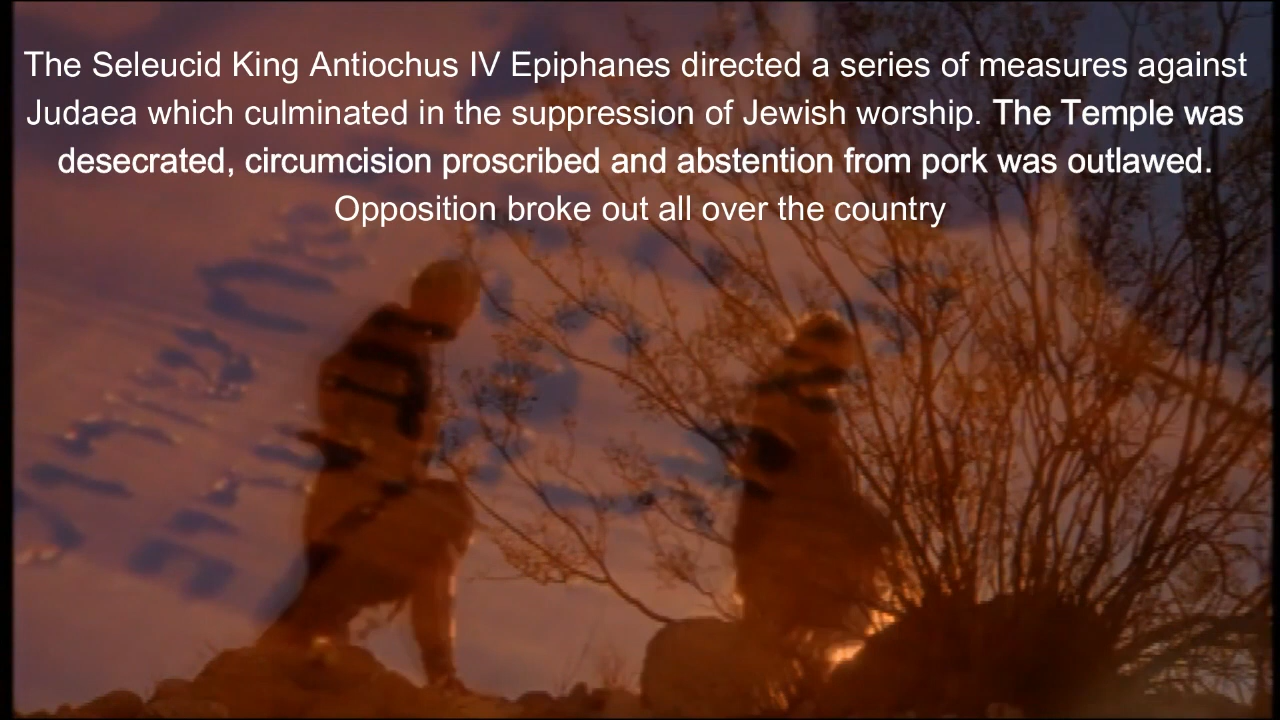 The Seleucid King Antiochus IV Epiphanes directed a series of measures against
Judaea which culminated in the suppression of Jewish worship. The Temple was
desecrated, circumcision proscribed and abstention from pork was outlawed.
Opposition broke out all over the country